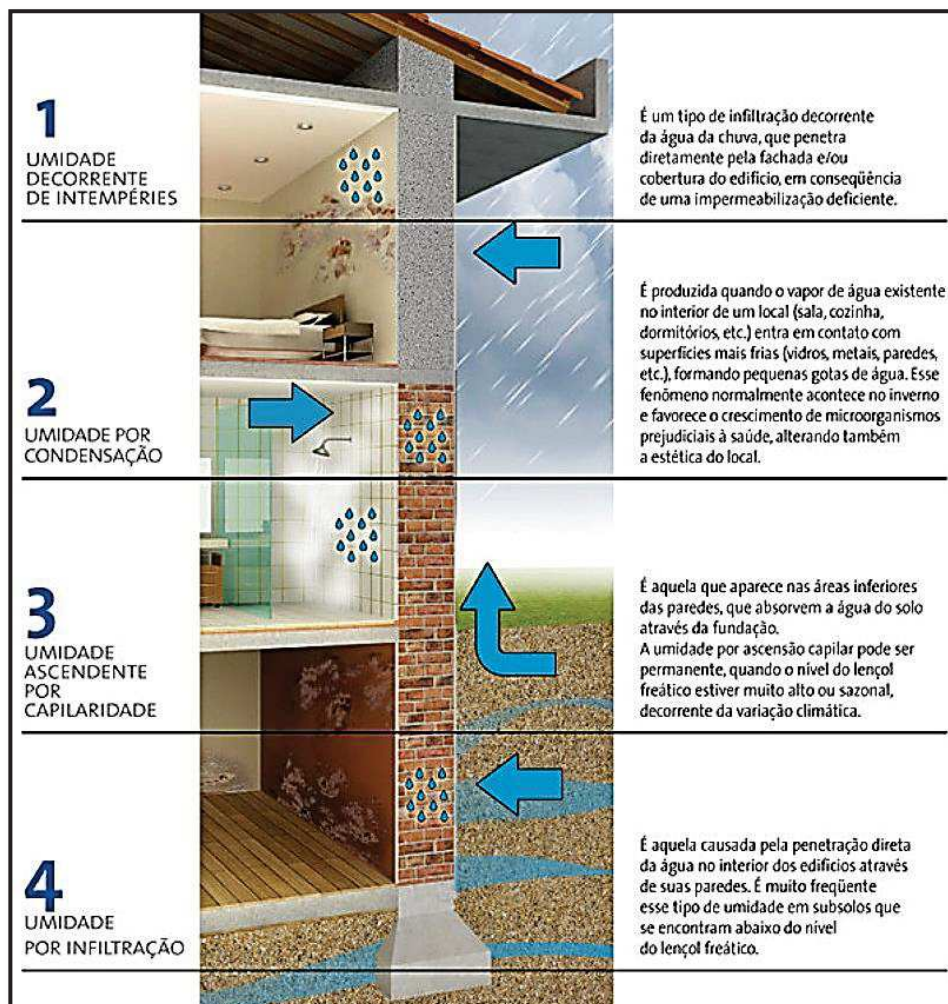 1
UMIDADE
DECORRENTE
DE INTEMPÉRIES
É um tipo de infiltração decorrente
da água da chuva, que penetra
diretamente pela fachada e/ou
cobertura do edifício, em conseqüência
de uma impermeabilização deficiente.
2
UMIDADE POR
CONDENSAÇÃO
É produzida quando o vapor de água existente
no interior de um local (sala, cozinha,
dormitórios, etc.) entra em contato com
superfícies mais frias (vidros, metais, paredes,
etc.), formando pequenas gotas de água. Esse
fenômeno normalmente acontece no inverno
e favorece o crescimento de microorganismos
prejudiciais à saúde, alterando também
a estética do local.
3
UMIDADE
ASCENDENTE
POR
CAPILARIDADE
É aquela que aparece nas áreas inferiores
das paredes, que absorvem a água do solo
através da fundação.
A umidade por ascensão capilar pode ser
permanente, quando o nível do lençol
freático estiver muito alto ou sazonal,
decorrente da variação climática.
4
UMIDADE
POR INFILTRAÇÃO
É aquela causada pela penetração direta
da água no interior dos edifícios através
de suas paredes. É muito freqüente
esse tipo de umidade em subsolos que
se encontram abaixo do nível
do lençol freático.